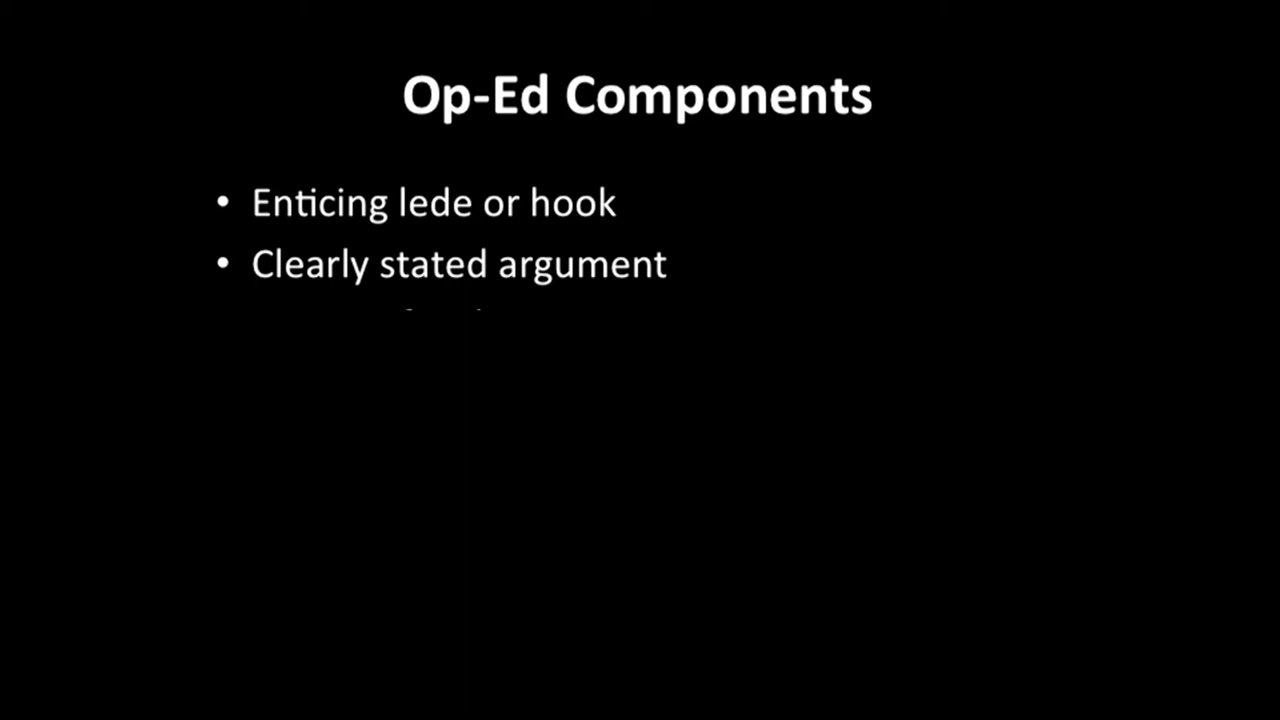 Op-Ed Components
• Enticing lede or hook
• Clearly stated argument